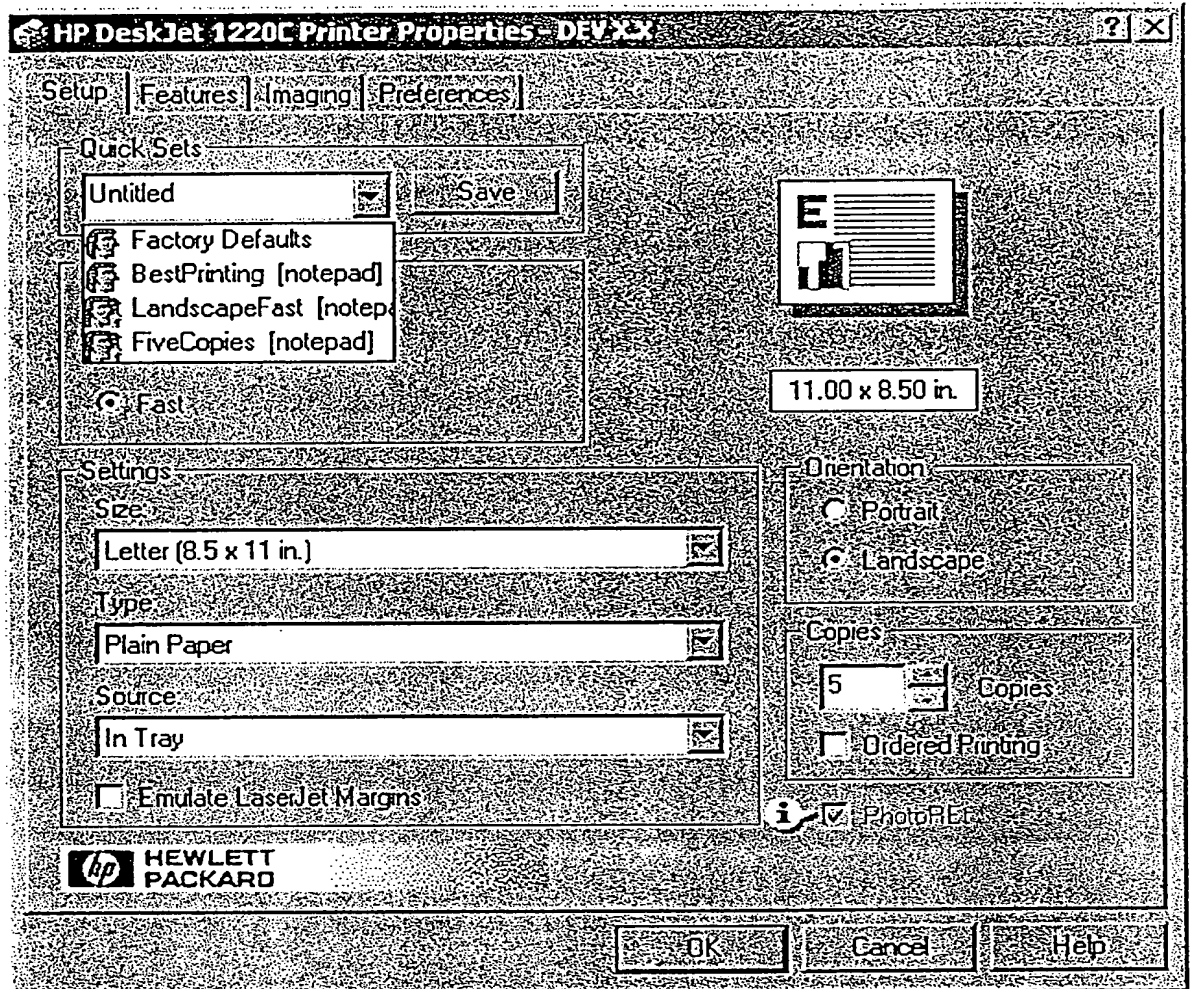 HP DeskJet 1220C Printer Properties - DEV X.X
Setup Features Imaging Preferences
Quick Sets
Untitled Save
Factory Defaults
BestPrinting [notepad]
LandscapeFast [notepa
FiveCopies [notepad]
Fast
E
11.00 x 8.50 in.
Settings
Size:
Letter (8.5 x 11 in.)
Type:
Plain Paper
Source:
In Tray
Emulate LaserJet Margins
Orientation
Portrait
Landscape
Copies
5 Copies
Ordered Printing
i PhotoREt
hp HEWLETT
PACKARD
OK Cancel Help